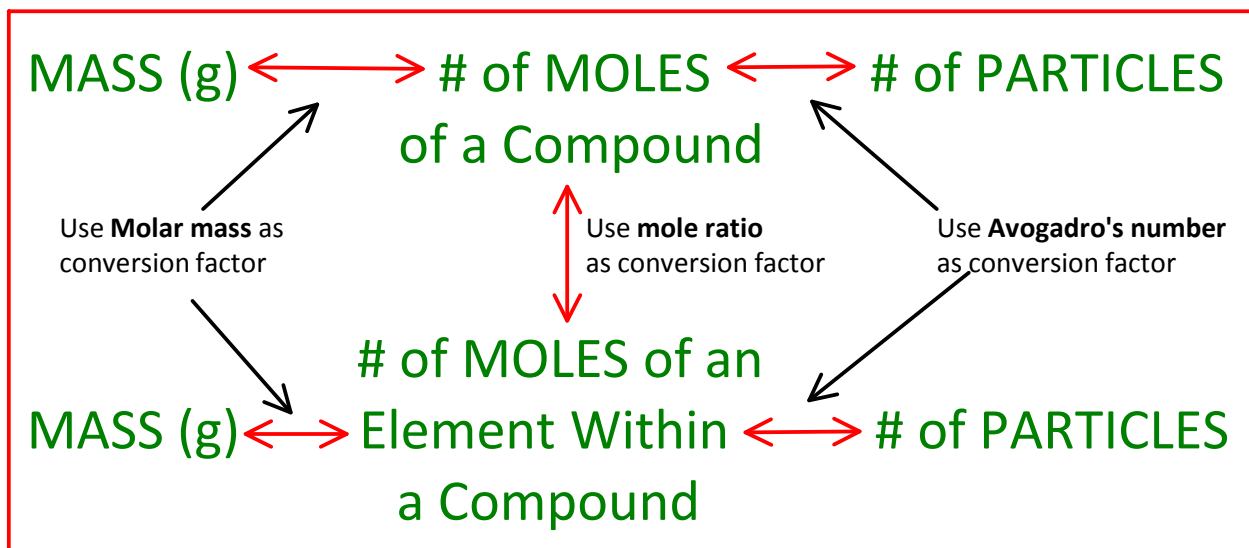 MASS (g) # of MOLES # of PARTICLES
of a Compound
Use Molar mass as
conversion factor
Use mole ratio
as conversion factor
Use Avogadro's number
as conversion factor
# of MOLES of an
MASS (g) Element Within # of PARTICLES
a Compound